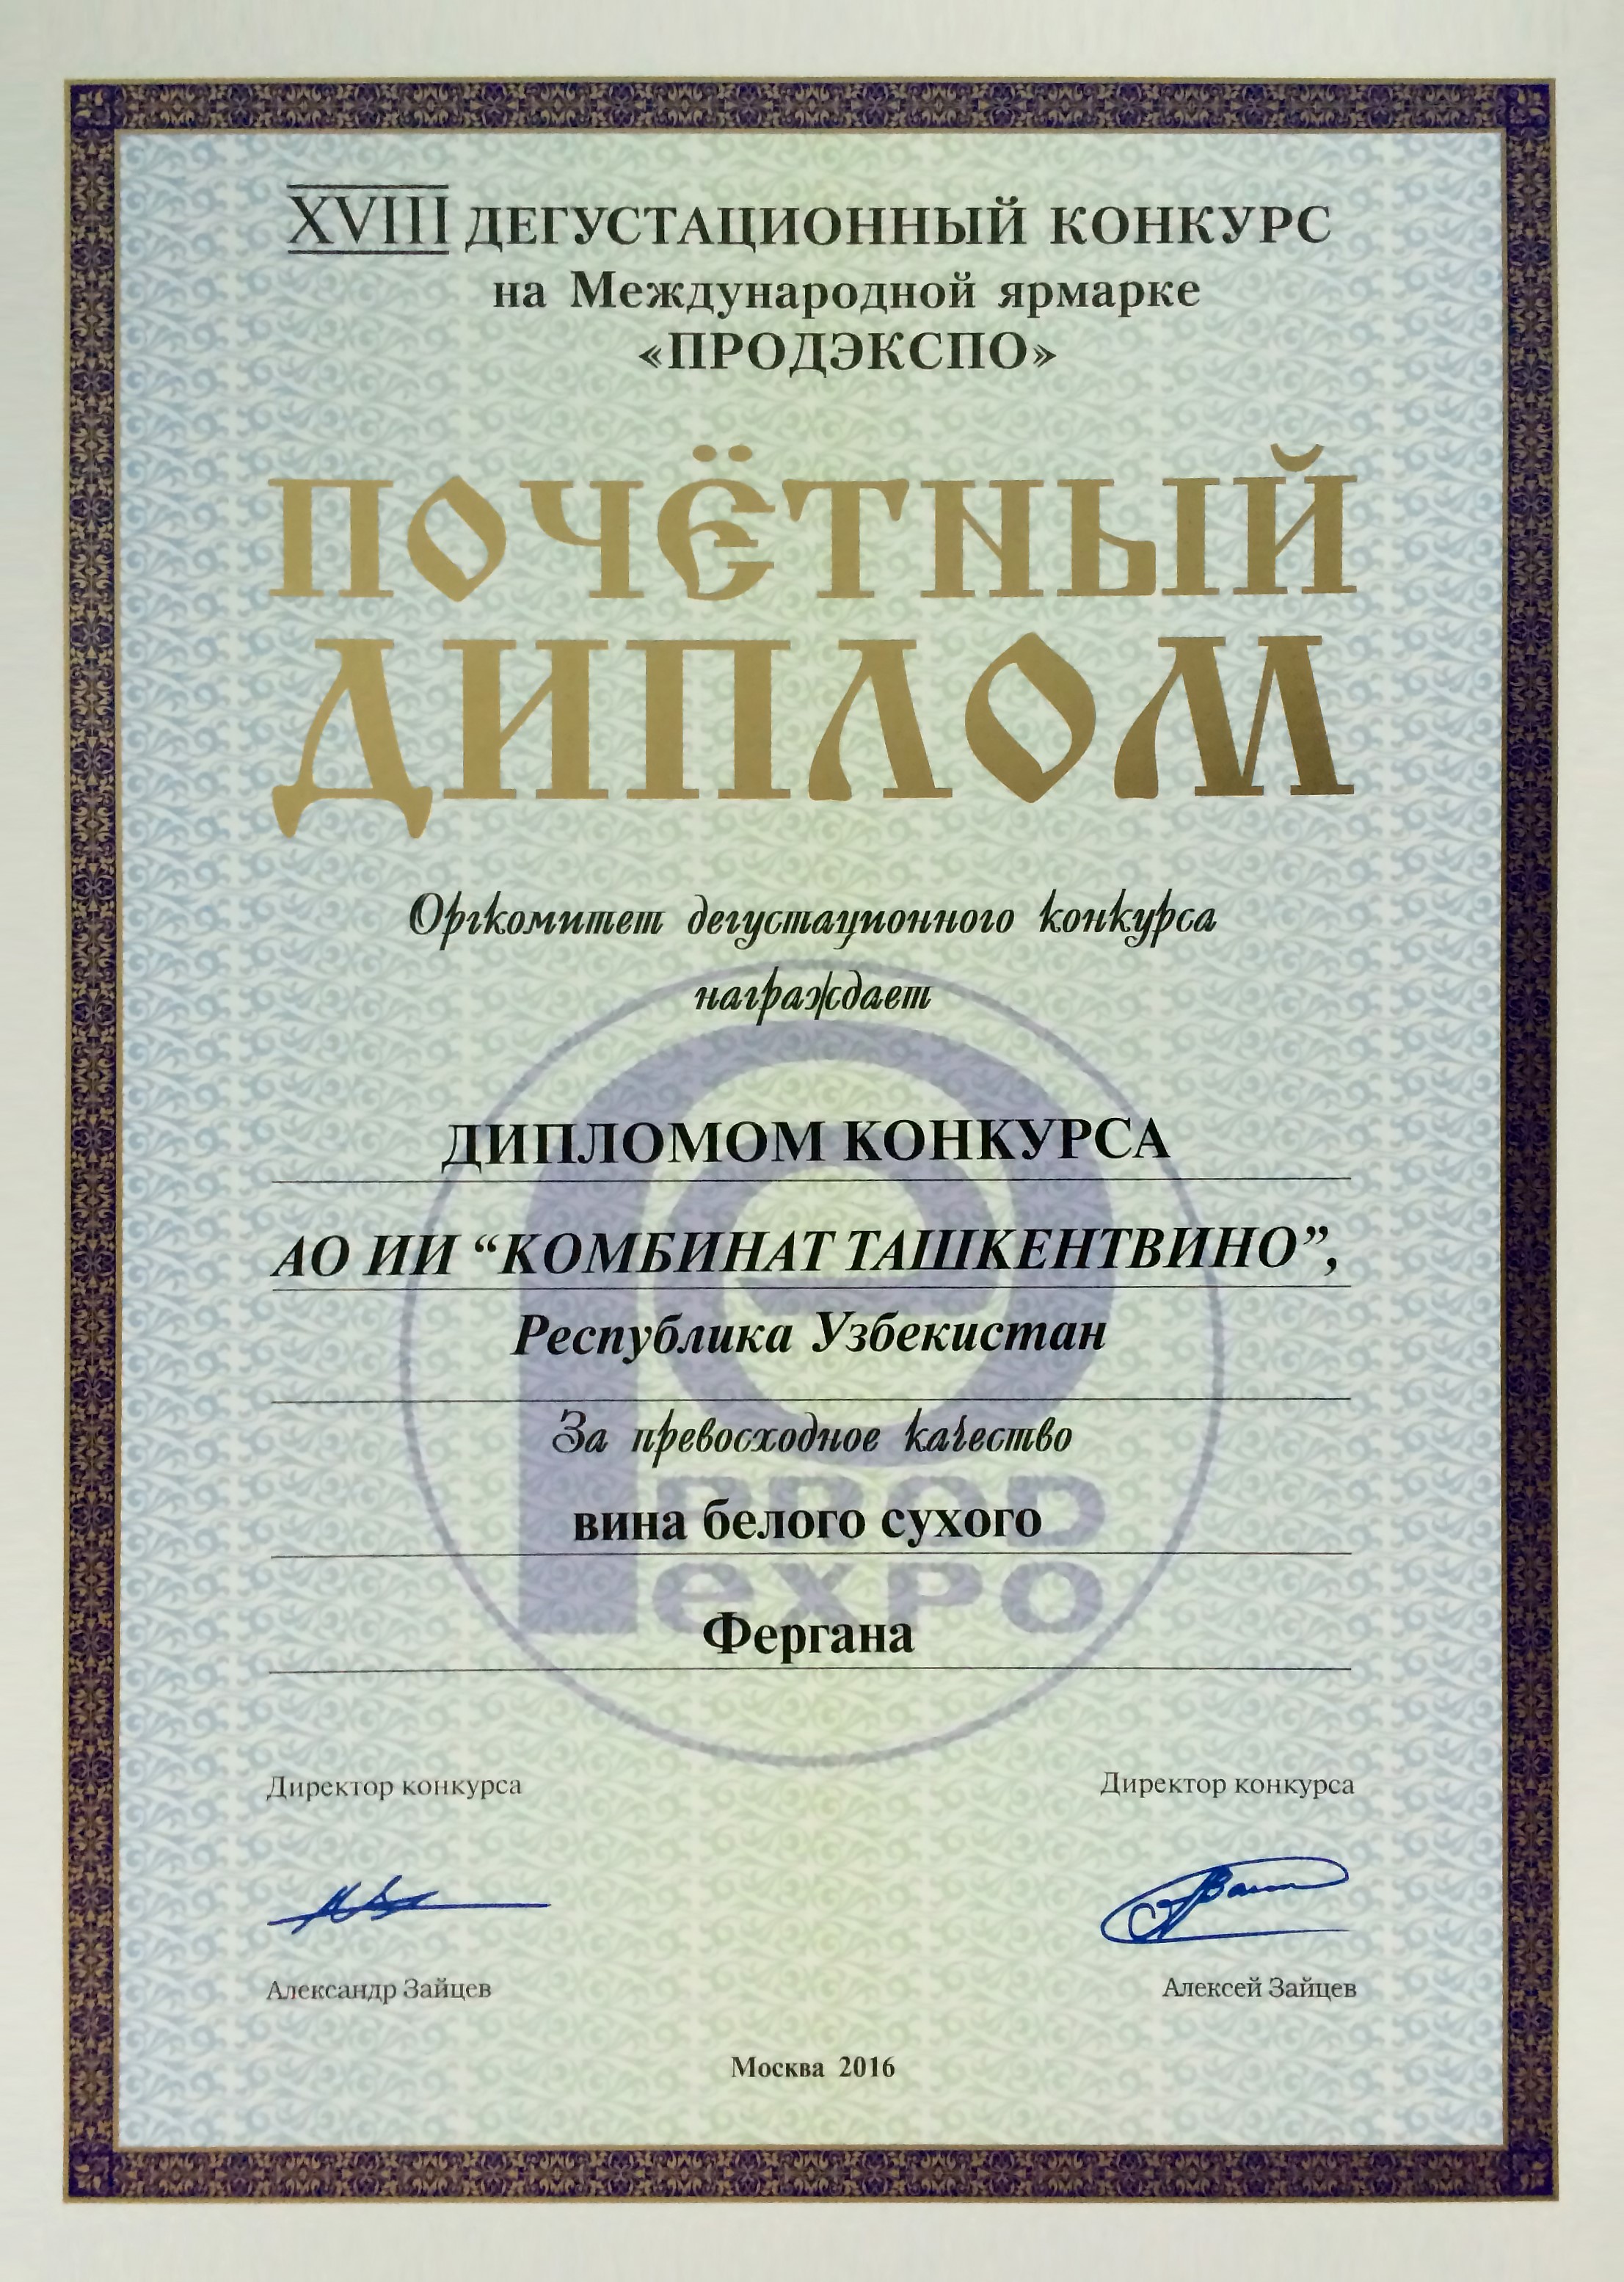 XVIII ДЕГУСТАЦИОННЫЙ КОНКУРС
на Международной ярмарке
«ПРОДЭКСПО»
ПОЧЁТНЫЙ
ДИПЛОМ
Оргкомитет дегустационного конкурса
награждает
ДИПЛОМОМ КОНКУРСА
АО ИИ “КОМБИНАТ ТАШКЕНТВИНО”,
Республика Узбекистан
За превосходное качество
PROD
вина белого сухого
expo
Фергана
Директор конкурса Директор конкурса
Александр Зайцев Алексей Зайцев
Москва 2016